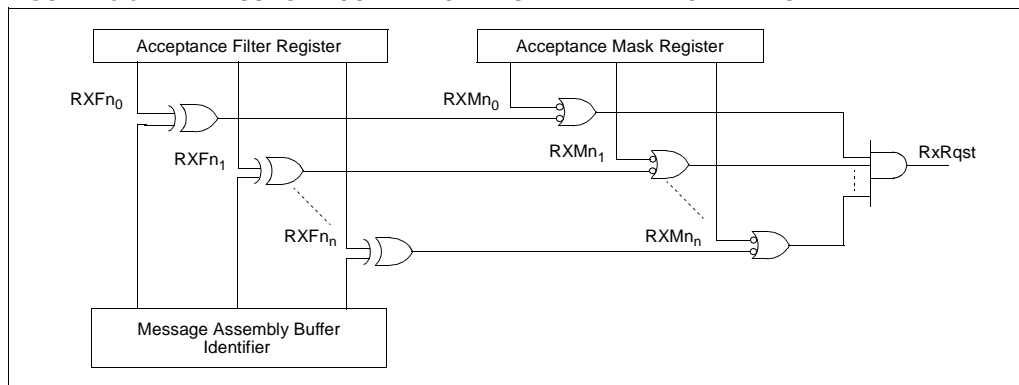 Acceptance Filter Register
Acceptance Mask Register
RXFn0
RXMn0
RXFn1
RXMn1
RxRqst
RXFnn
RXMnn
Message Assembly Buffer
Identifier